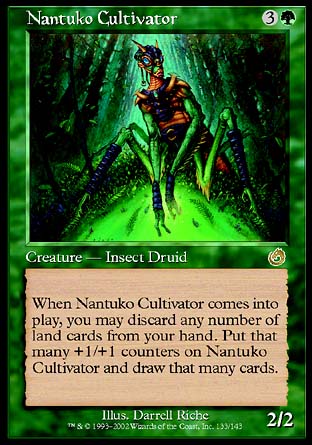 Nantuko Cultivator 3
Creature — Insect Druid
When Nantuko Cultivator comes into
play, you may discard any number of
land cards from your hand. Put that
many +1/+1 counters on Nantuko
Cultivator and draw that many cards.
Illus. Darrell Riche
2/2
™ & © 1993-2002 Wizards of the Coast, Inc. 133/143